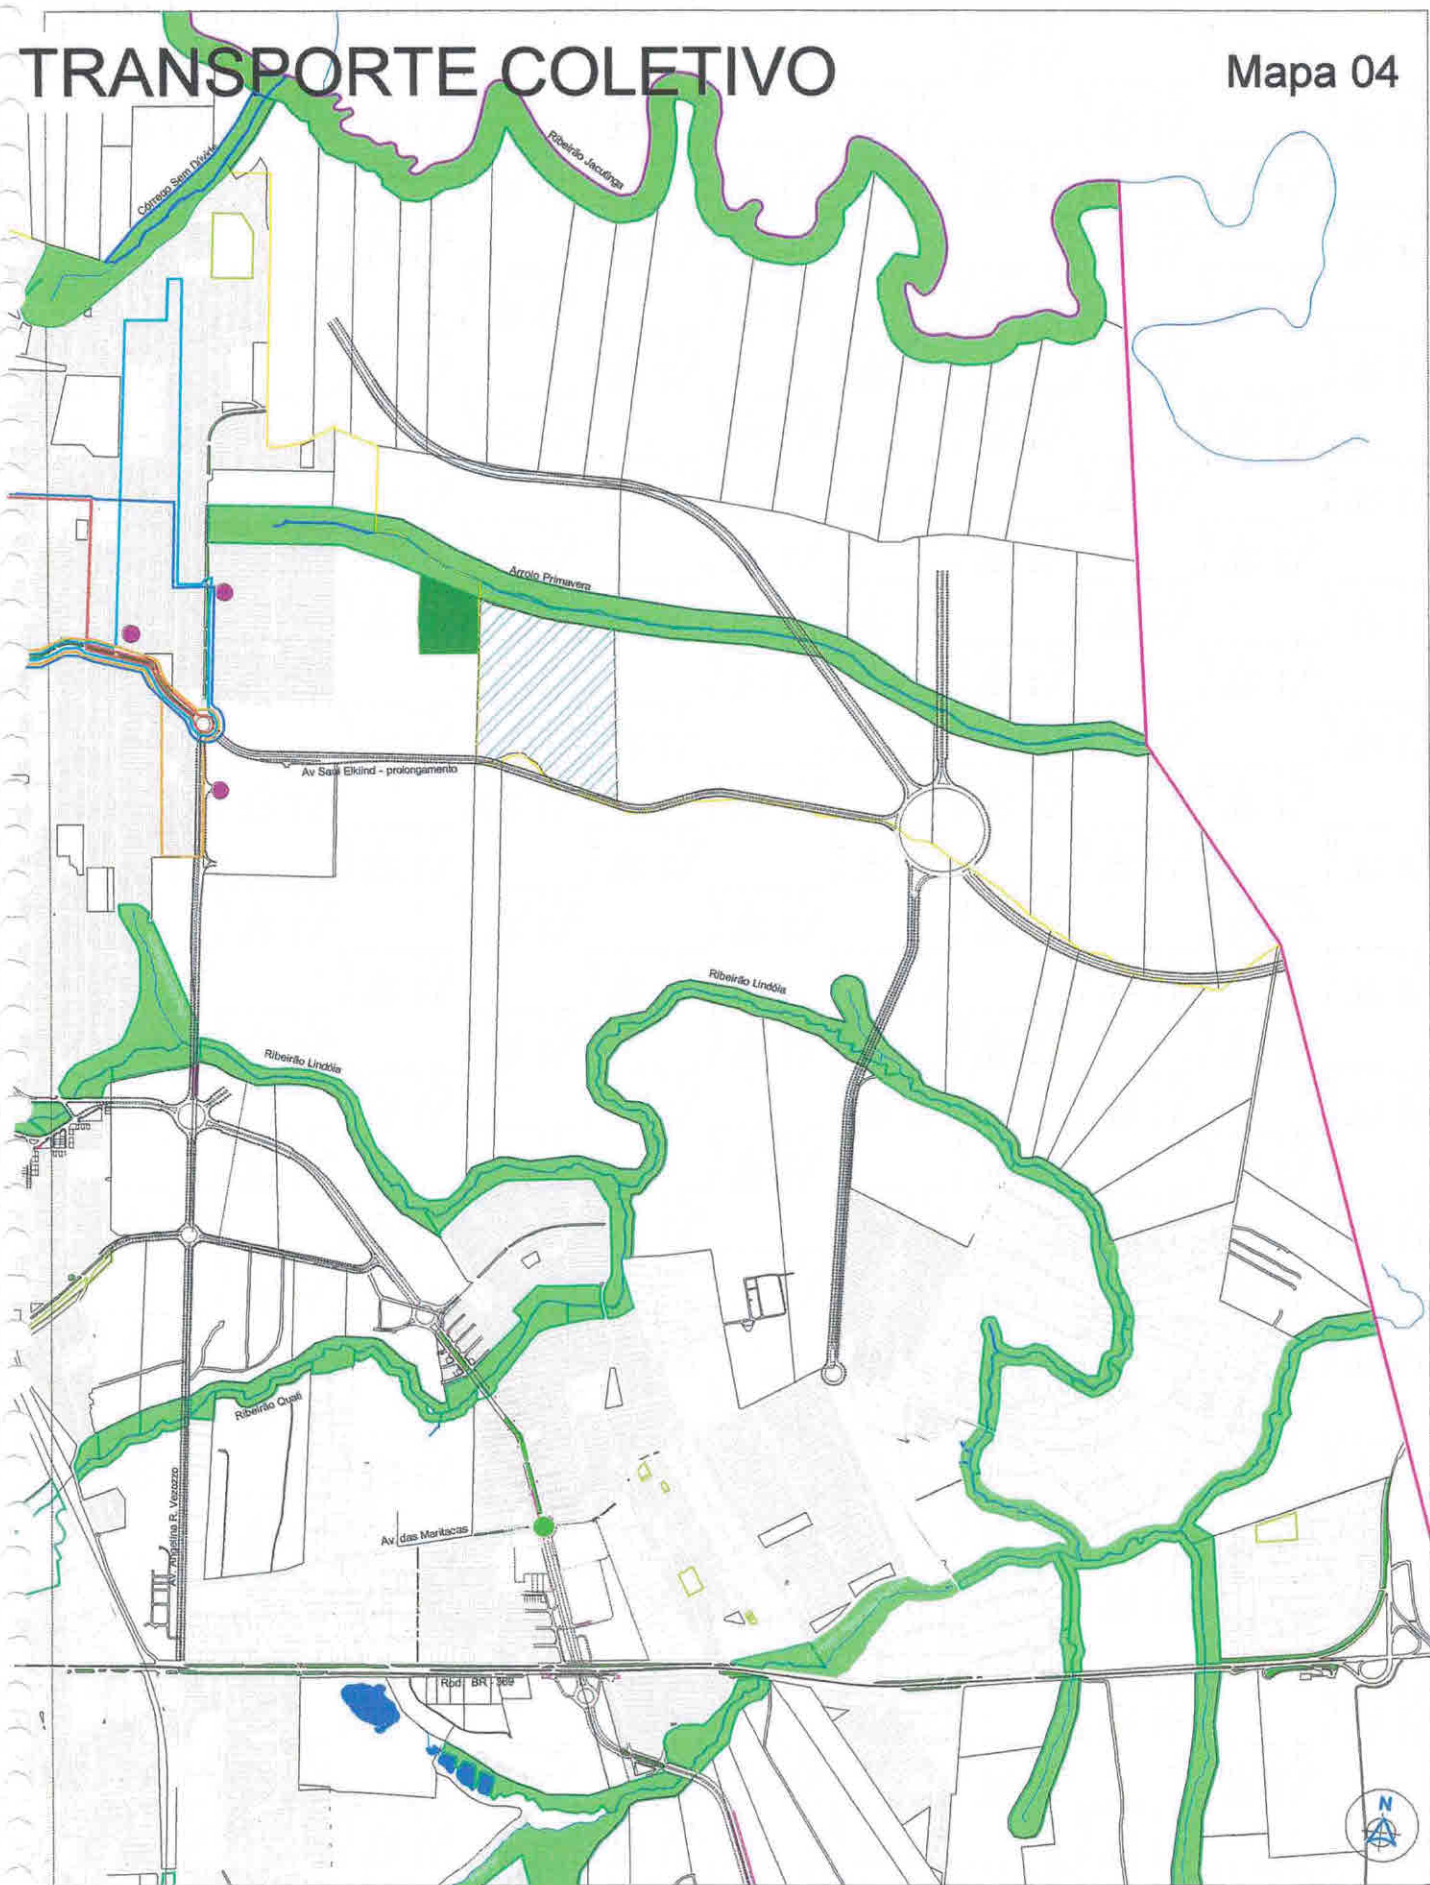 TRANSPORTE COLETIVO
Mapa 04
Ribeirão Jacutinga
Córrego Sem Dúvida
Arroio Primavera
Av Saul Elkind - prolongamento
Ribeirão Lindóia
Ribeirão Lindóia
Ribeirão Quati
Av. Angelina R. Vezozzo
Av. das Maritacas
Rod. BR - 369
N